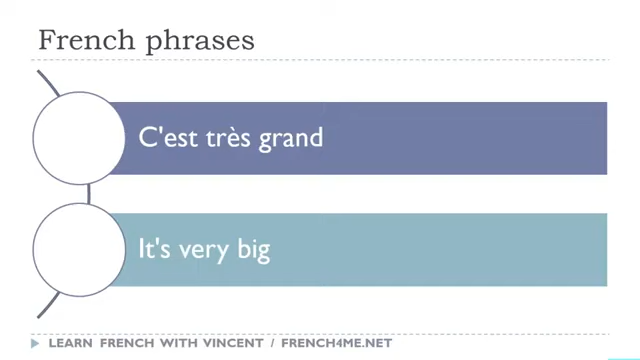 French phrases
C'est très grand
It's very big
LEARN FRENCH WITH VINCENT / FRENCH4ME.NET